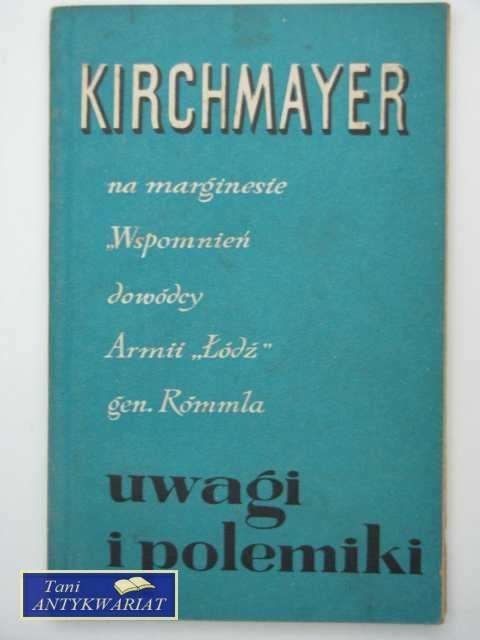 KIRCHMAYER
na marginesie
„Wspomnień
dowódcy
Armii „Łódź”
gen. Rómmla
uwagi
i polemiki
Tani
ANTYKWARIAT